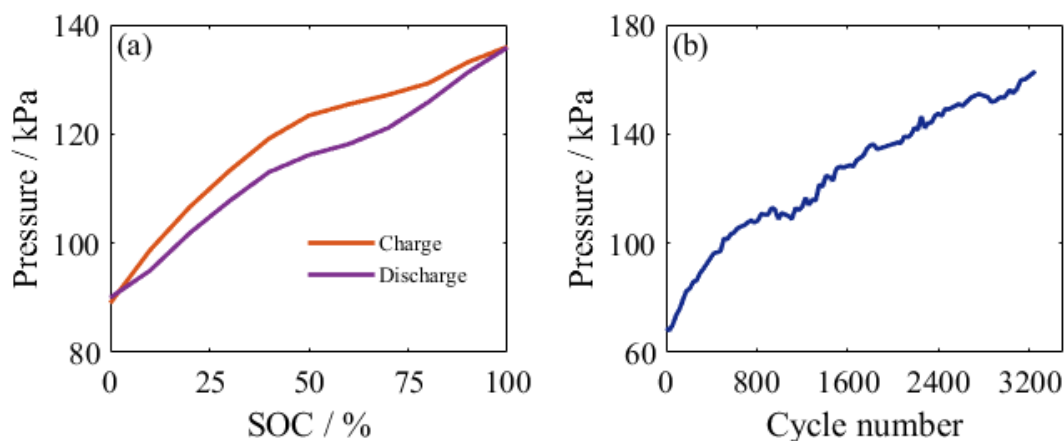 (a)
140
120
100
80
Pressure / kPa
Charge
Discharge
0 25 50 75 100
SOC / %
(b)
180
140
100
60
Pressure / kPa
0 800 1600 2400 3200
Cycle number